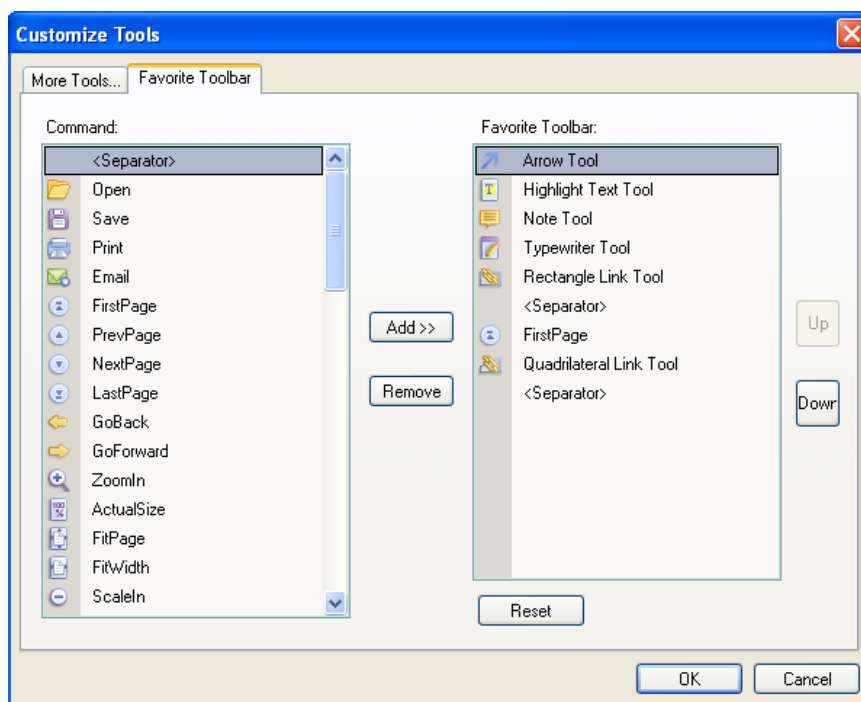 Customize Tools
More Tools...
Favorite Toolbar
Command:
<Separator>
Open
Save
Print
Email
FirstPage
PrevPage
NextPage
LastPage
GoBack
GoForward
ZoomIn
ActualSize
FitPage
FitWidth
ScaleIn
Add >>
Remove
Favorite Toolbar:
Arrow Tool
Highlight Text Tool
Note Tool
Typewriter Tool
Rectangle Link Tool
<Separator>
FirstPage
Quadrilateral Link Tool
<Separator>
Up
Down
Reset
OK
Cancel